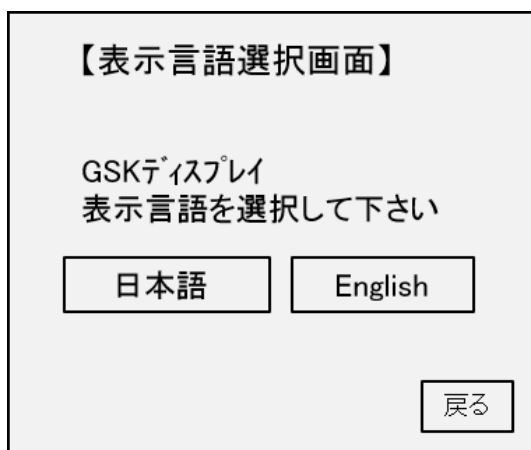 【表示言語選択画面】
GSKﾃﾞｨｽﾌﾟﾚｲ
表示言語を選択して下さい
日本語
English
戻る